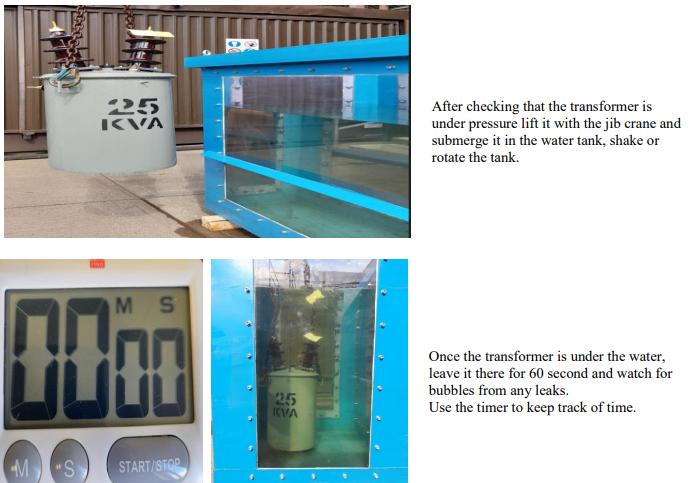 25
KVA
After checking that the transformer is
under pressure lift it with the jib crane and
submerge it in the water tank, shake or
rotate the tank.
M S
00 00
M
S
START/STOP
25
KVA
Once the transformer is under the water,
leave it there for 60 second and watch for
bubbles from any leaks.
Use the timer to keep track of time.